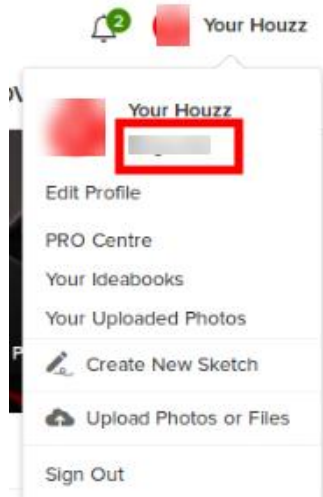 2
Your Houzz
Your Houzz
Edit Profile
PRO Centre
Your Ideabooks
Your Uploaded Photos
Create New Sketch
Upload Photos or Files
Sign Out